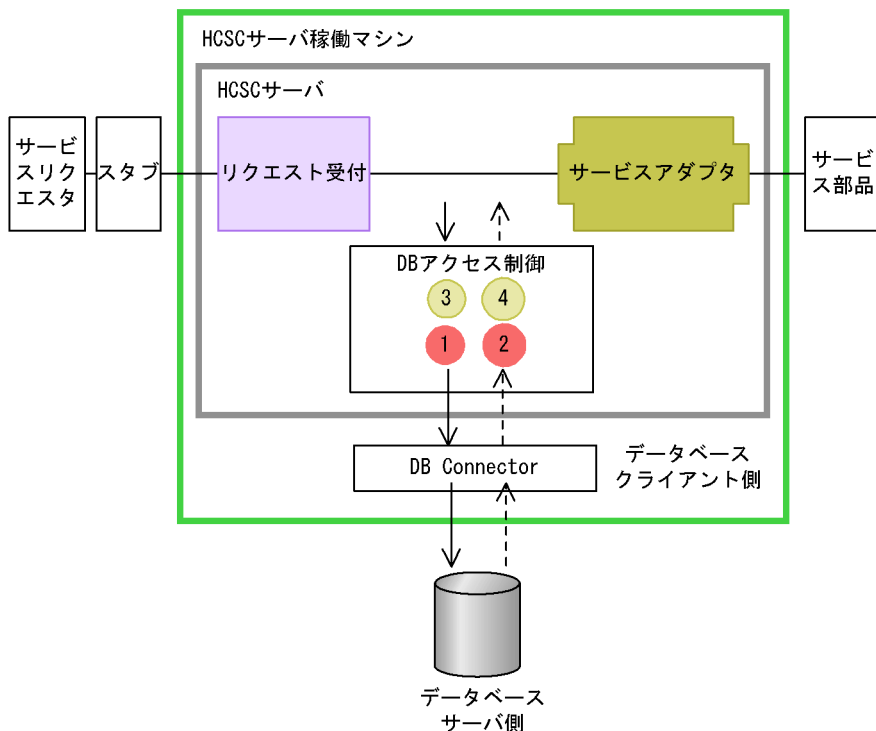 HCSCサーバ稼働マシン
HCSCサーバ
サービ
スリク
エスタ
スタブ
リクエスト受付
サービスアダプタ
サービ
ス部品
DBアクセス制御
3
4
1
2
DB Connector
データベース
クライアント側
データベース
サーバ側